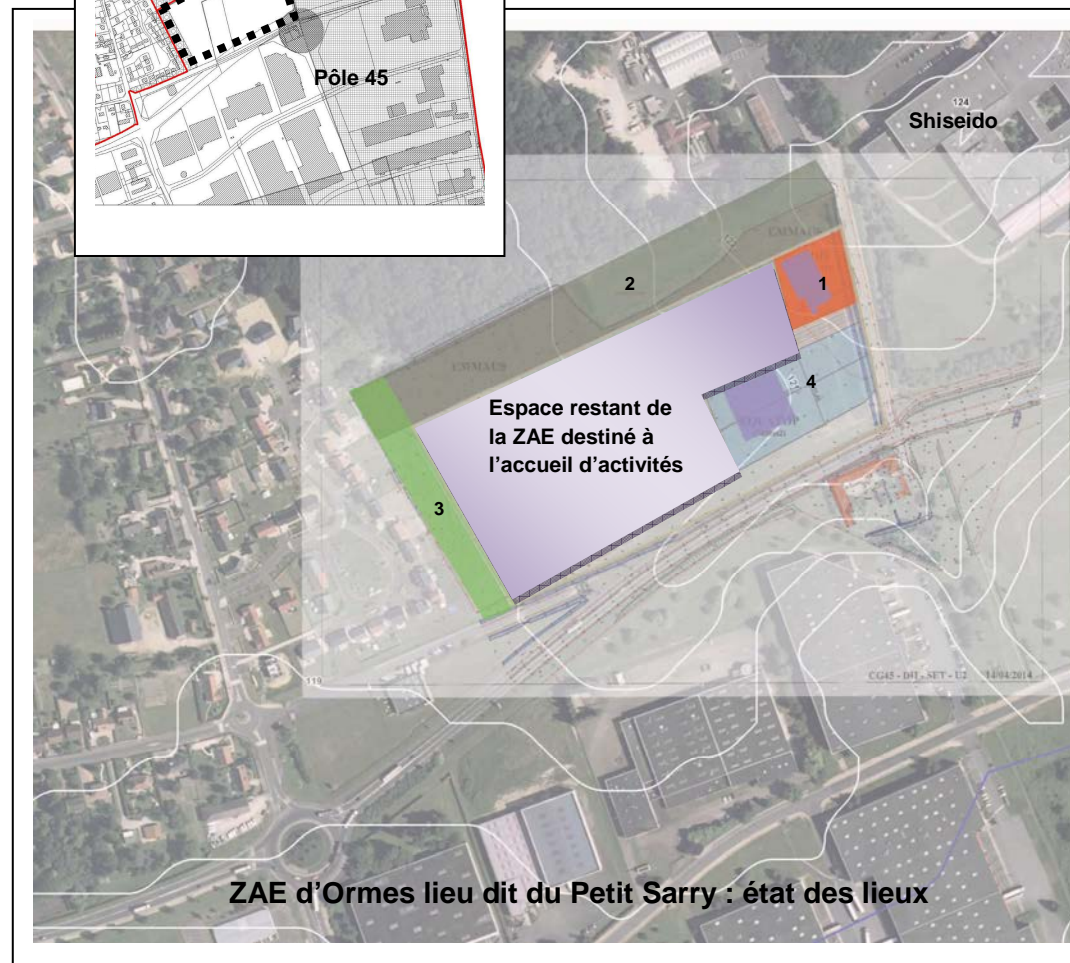 Pôle 45
124
Shiseido
EMMAUS
2
1
EMMAUS
4
Espace restant de
la ZAE destiné à
l’accueil d’activités
3
119
CG45 - DII - SET - U2 14/04/2014
ZAE d’Ormes lieu dit du Petit Sarry : état des lieux